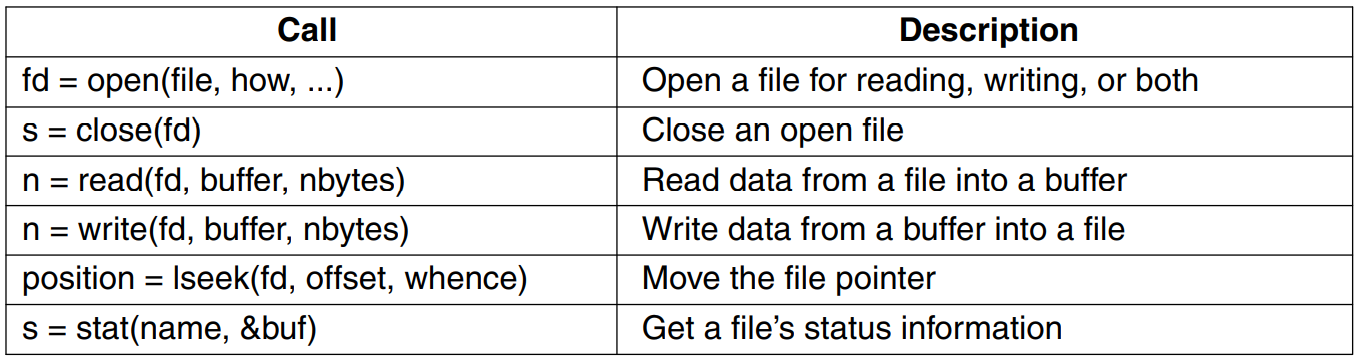 Call Description
fd = open(file, how, ...) Open a file for reading, writing, or both
s = close(fd) Close an open file
n = read(fd, buffer, nbytes) Read data from a file into a buffer
n = write(fd, buffer, nbytes) Write data from a buffer into a file
position = lseek(fd, offset, whence) Move the file pointer
s = stat(name, &buf) Get a file’s status information